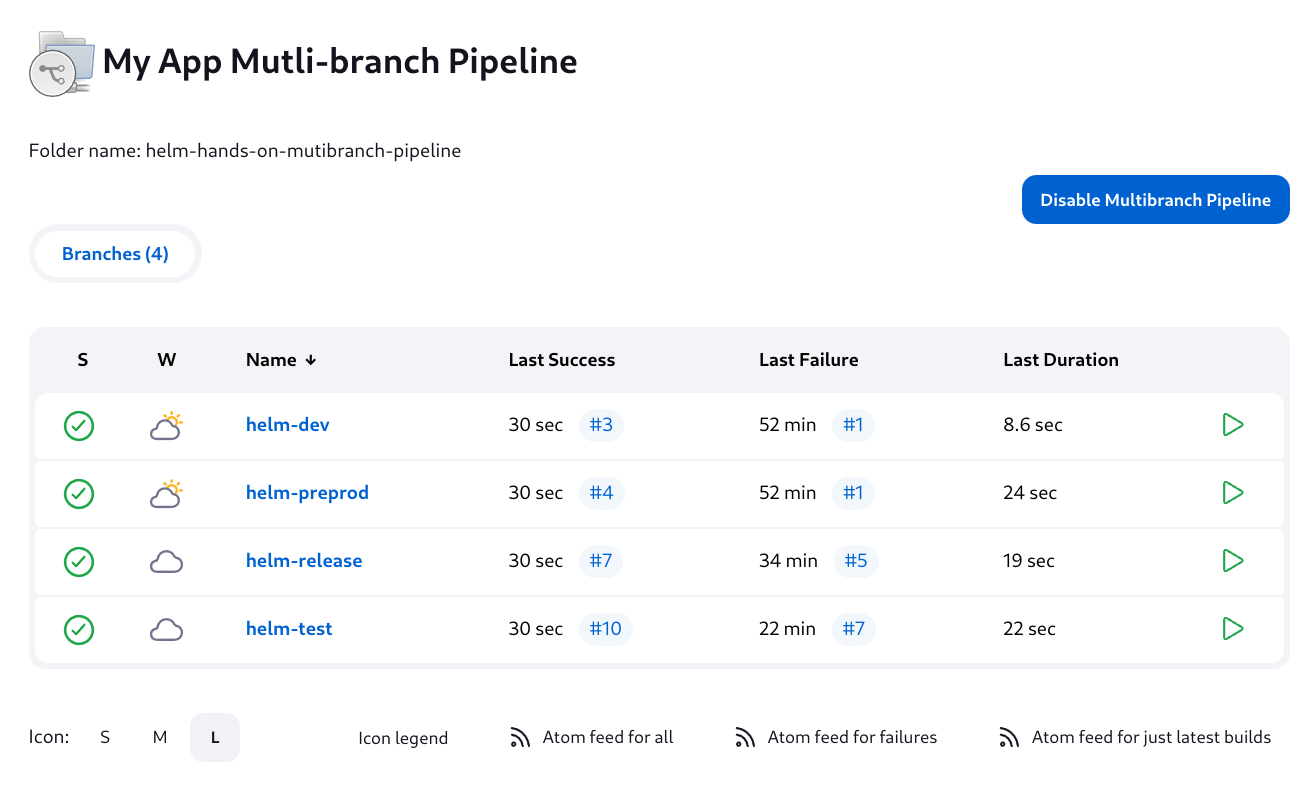 My App Mutli-branch Pipeline
Folder name: helm-hands-on-mutibranch-pipeline
Disable Multibranch Pipeline
Branches (4)
S W Name ↓ Last Success Last Failure Last Duration
helm-dev 30 sec #3 52 min #1 8.6 sec
helm-preprod 30 sec #4 52 min #1 24 sec
helm-release 30 sec #7 34 min #5 19 sec
helm-test 30 sec #10 22 min #7 22 sec
Icon: S M L Icon legend Atom feed for all Atom feed for failures Atom feed for just latest builds